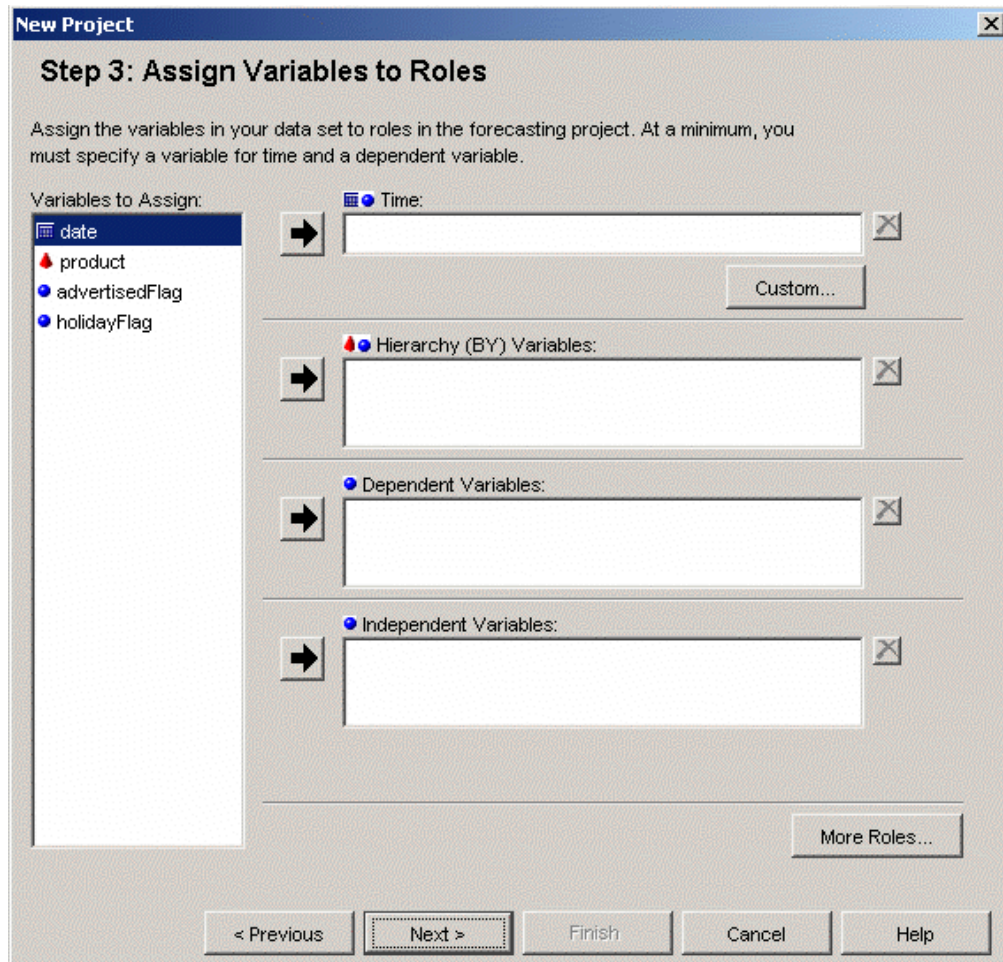 New Project
Step 3: Assign Variables to Roles
Assign the variables in your data set to roles in the forecasting project. At a minimum, you
must specify a variable for time and a dependent variable.
Variables to Assign:
date
product
advertisedFlag
holidayFlag
Time:
Custom...
Hierarchy (BY) Variables:
Dependent Variables:
Independent Variables:
More Roles...
< Previous
Next >
Finish
Cancel
Help